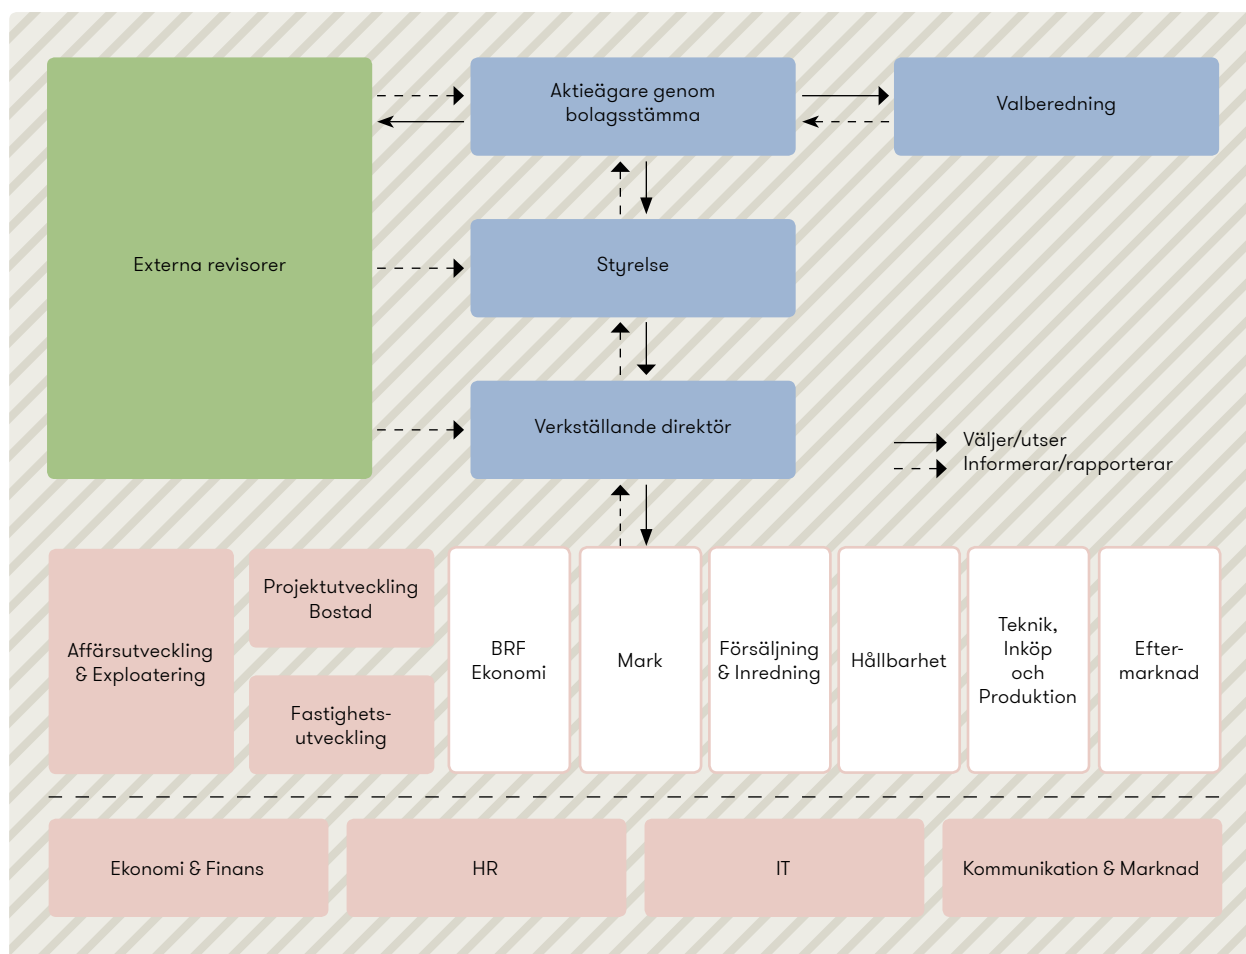 Externa revisorer
Aktieägare genom
bolagsstämma
Valberedning
Styrelse
Verkställande direktör
Väljer/utser
Informerar/rapporterar
Affärsutveckling
& Exploatering
Projektutveckling
Bostad
Fastighets-
utveckling
BRF
Ekonomi
Mark
Försäljning
& Inredning
Hållbarhet
Teknik,
Inköp
och
Produktion
Efter-
marknad
Ekonomi & Finans
HR
IT
Kommunikation & Marknad